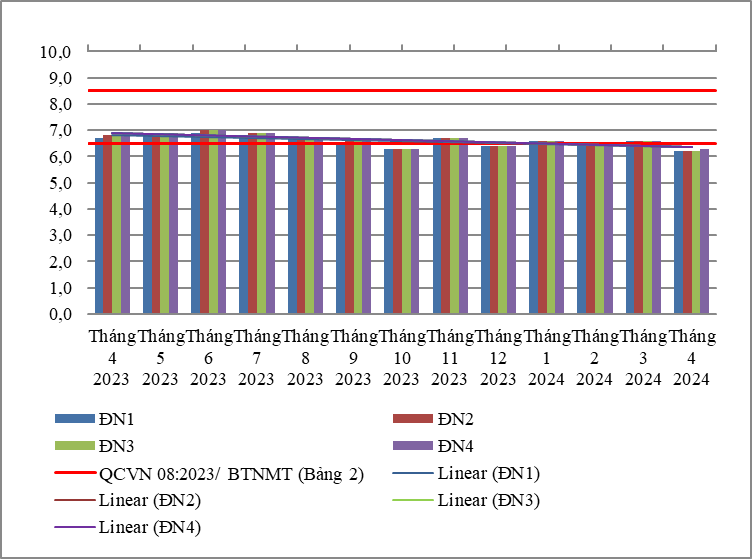 10,0
9,0
8,0
7,0
6,0
5,0
4,0
3,0
2,0
1,0
0,0
Tháng Tháng Tháng Tháng Tháng Tháng Tháng Tháng Tháng Tháng Tháng Tháng Tháng
4 5 6 7 8 9 10 11 12 1 2 3 4
2023 2023 2023 2023 2023 2023 2023 2023 2023 2024 2024 2024 2024
ĐN1 ĐN2
ĐN3 ĐN4
QCVN 08:2023/ BTNMT (Bảng 2) Linear (ĐN1)
Linear (ĐN2) Linear (ĐN3)
Linear (ĐN4)